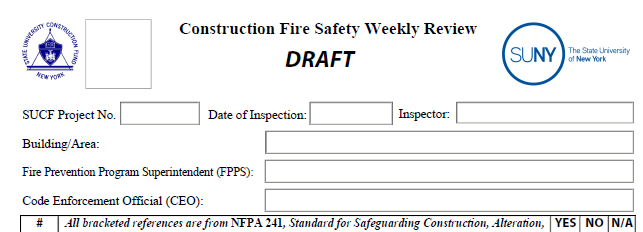 Construction Fire Safety Weekly Review
DRAFT
STATE UNIVERSITY CONSTRUCTION FUND
NEW YORK
SUNY
The State University
of New York
SUCF Project No.
Date of Inspection:
Inspector:
Building/Area:
Fire Prevention Program Superintendent (FPPS):
Code Enforcement Official (CEO):
# All bracketed references are from NFPA 241, Standard for Safeguarding Construction, Alteration, YES NO N/A